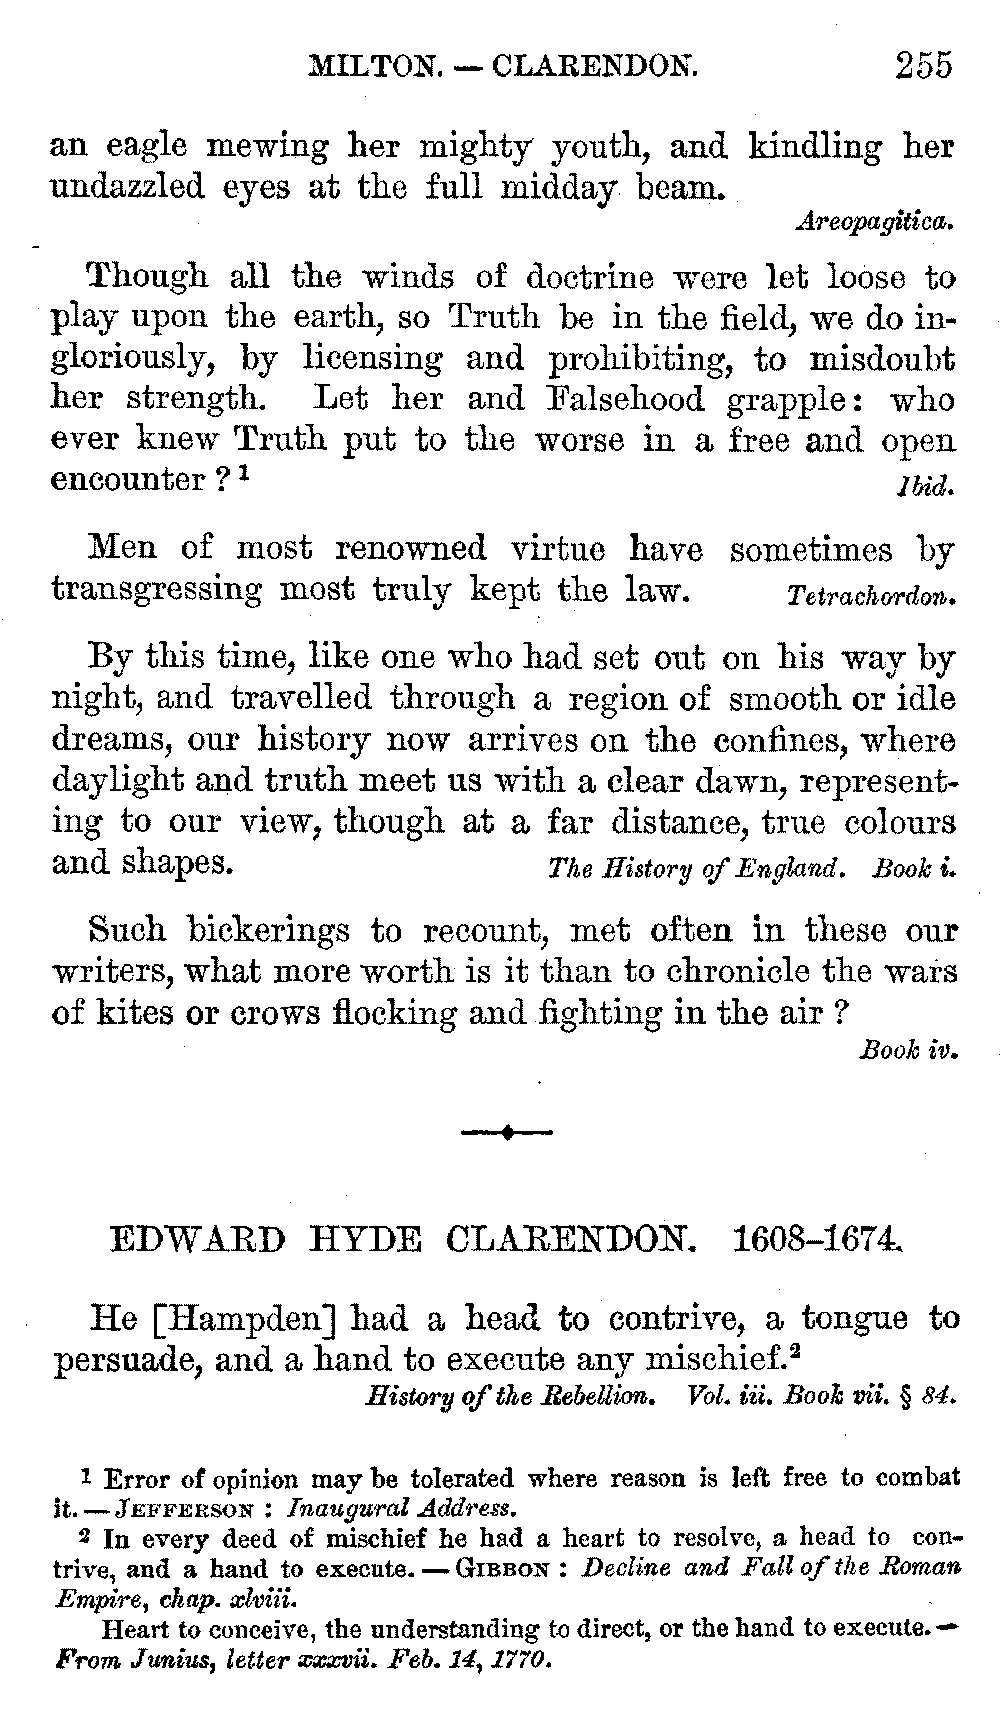 MILTON. — CLARENDON. 255
an eagle mewing her mighty youth, and kindling her
undazzled eyes at the full midday beam.
Areopagitica.
Though all the winds of doctrine were let loose to
play upon the earth, so Truth be in the field, we do in-
gloriously, by licensing and prohibiting, to misdoubt
her strength. Let her and Falsehood grapple: who
ever knew Truth put to the worse in a free and open
encounter ?¹ Ibid.
Men of most renowned virtue have sometimes by
transgressing most truly kept the law. Tetrachordon.
By this time, like one who had set out on his way by
night, and travelled through a region of smooth or idle
dreams, our history now arrives on the confines, where
daylight and truth meet us with a clear dawn, represent-
ing to our view, though at a far distance, true colours
and shapes. The History of England. Book i.
Such bickerings to recount, met often in these our
writers, what more worth is it than to chronicle the wars
of kites or crows flocking and fighting in the air ?
Book iv.
EDWARD HYDE CLARENDON. 1608–1674.
He [Hampden] had a head to contrive, a tongue to
persuade, and a hand to execute any mischief.²
History of the Rebellion. Vol. iii. Book vii. § 84.
¹ Error of opinion may be tolerated where reason is left free to combat
it. — JEFFERSON : Inaugural Address.
² In every deed of mischief he had a heart to resolve, a head to con-
trive, and a hand to execute. — GIBBON : Decline and Fall of the Roman
Empire, chap. xlviii.
Heart to conceive, the understanding to direct, or the hand to execute. —
From Junius, letter xxxvii. Feb. 14, 1770.